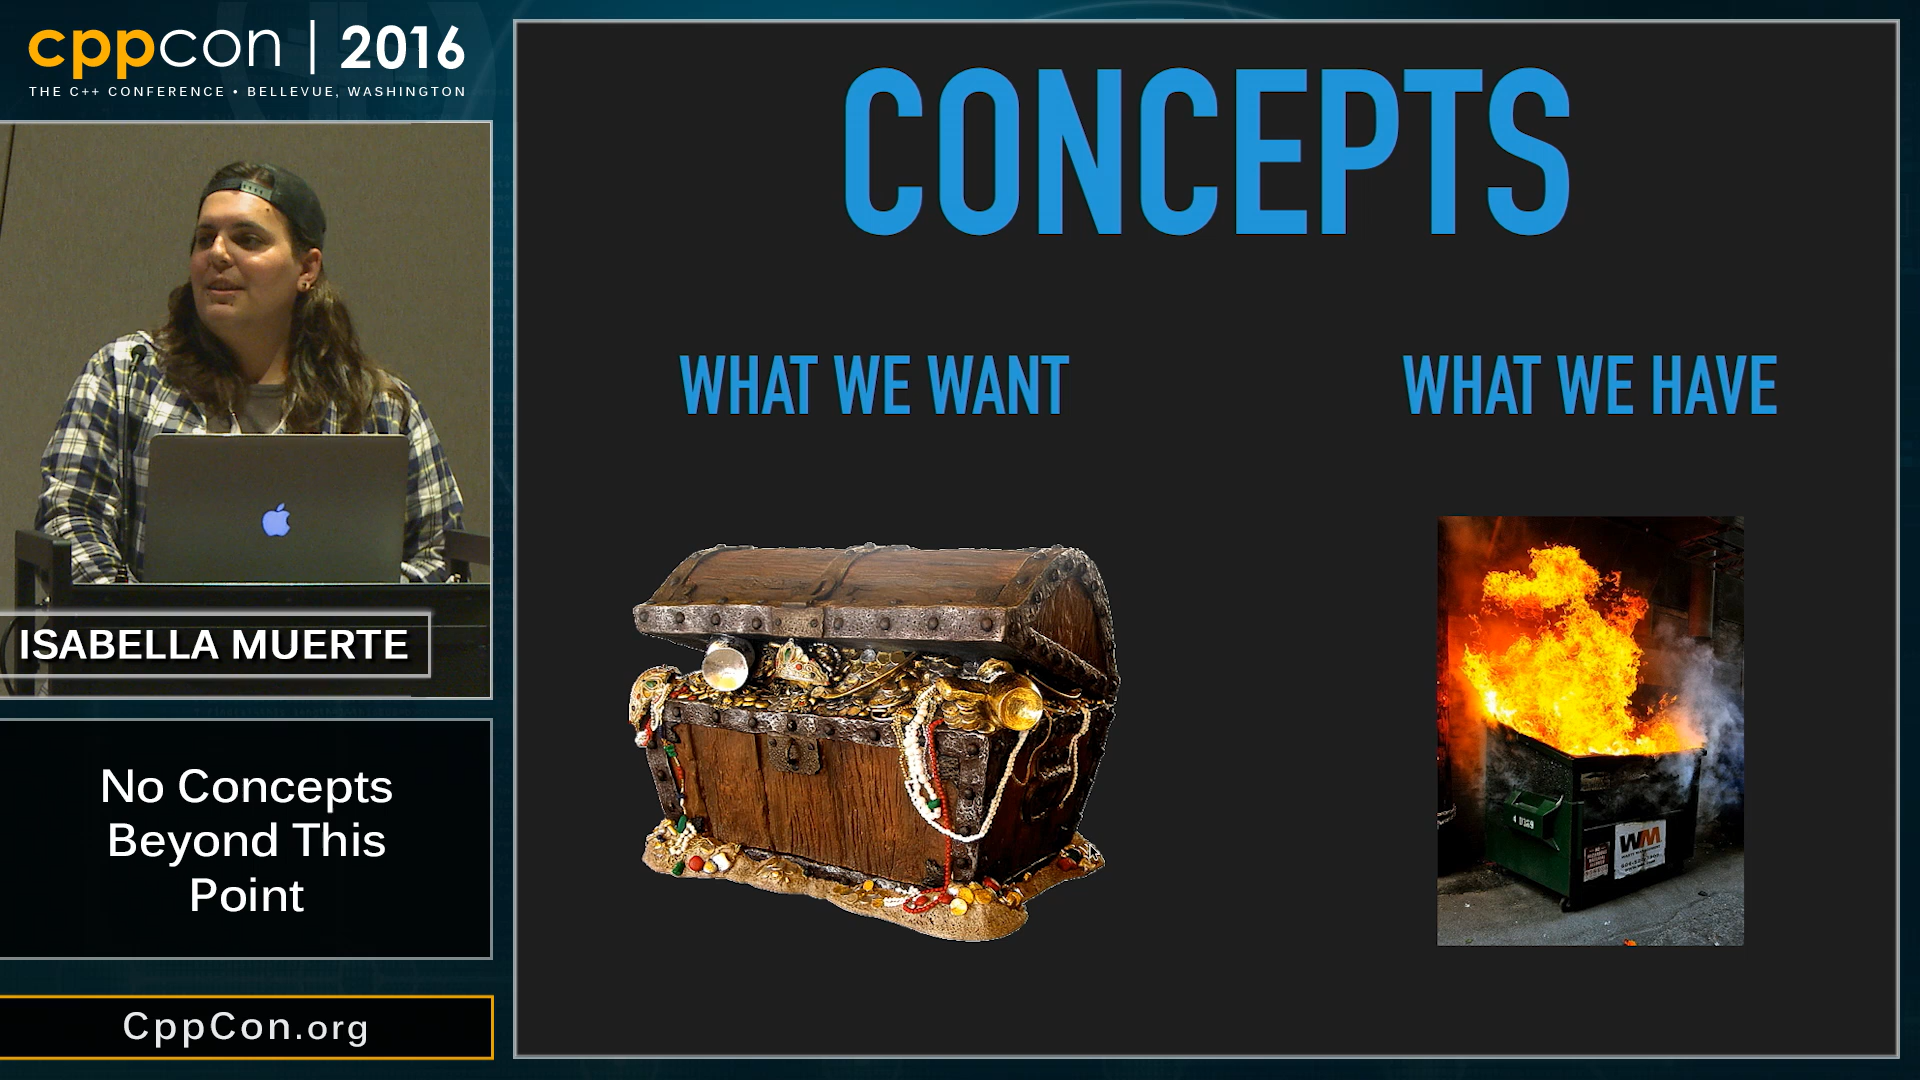 cppcon | 2016
THE C++ CONFERENCE • BELLEVUE, WASHINGTON
ISABELLA MUERTE
No Concepts
Beyond This
Point
CppCon.org
CONCEPTS
WHAT WE WANT
WHAT WE HAVE
WM